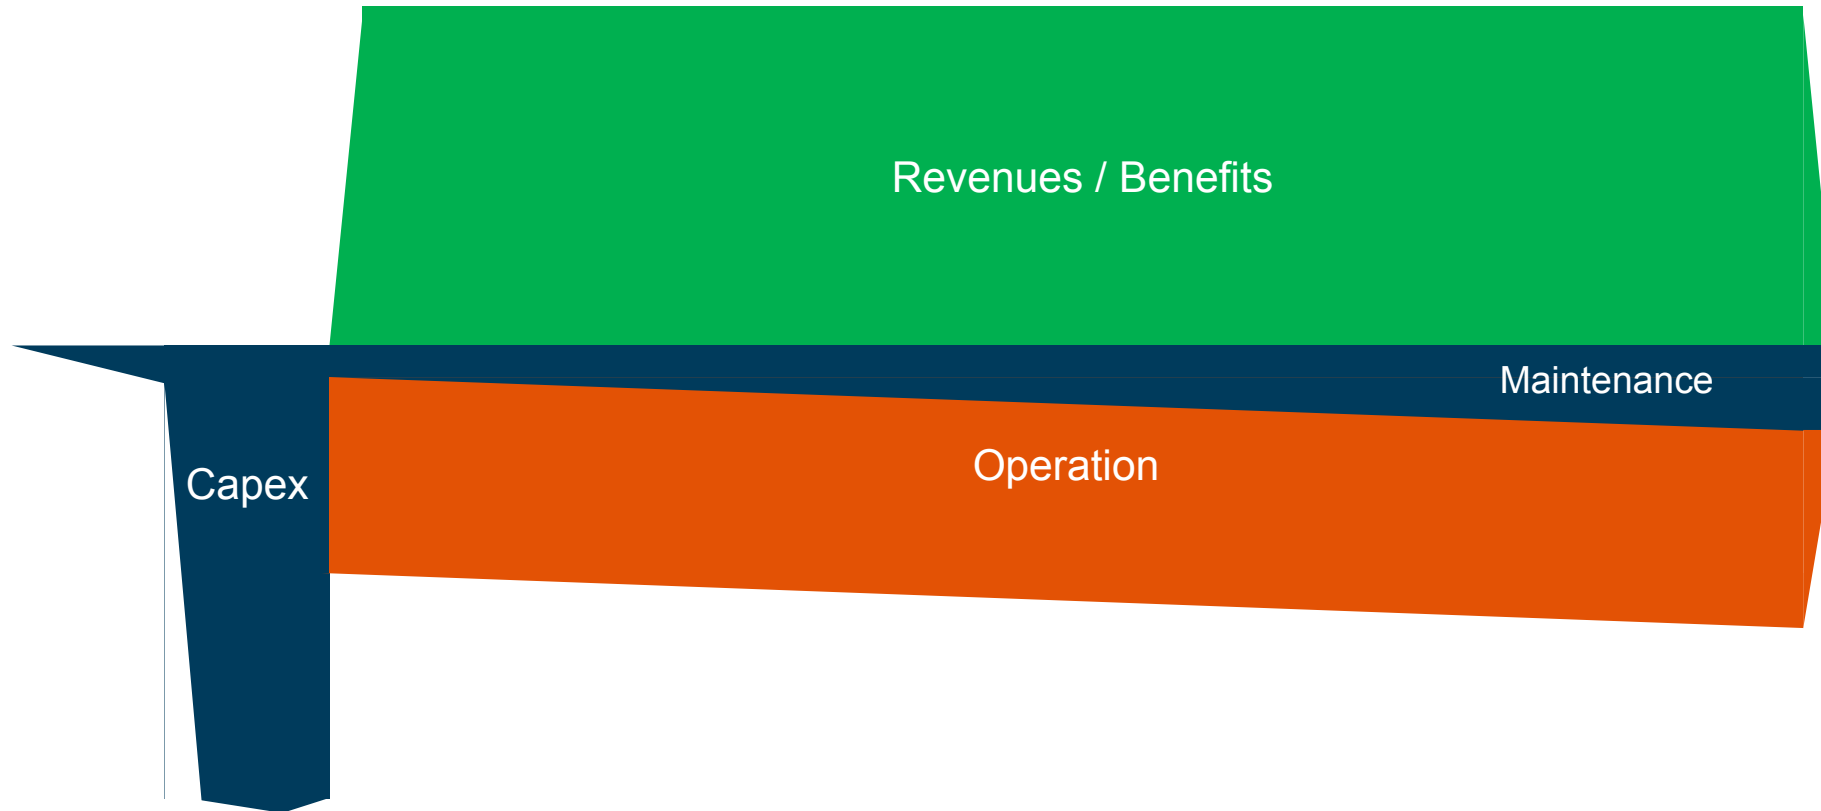 Revenues / Benefits
Maintenance
Operation
Capex